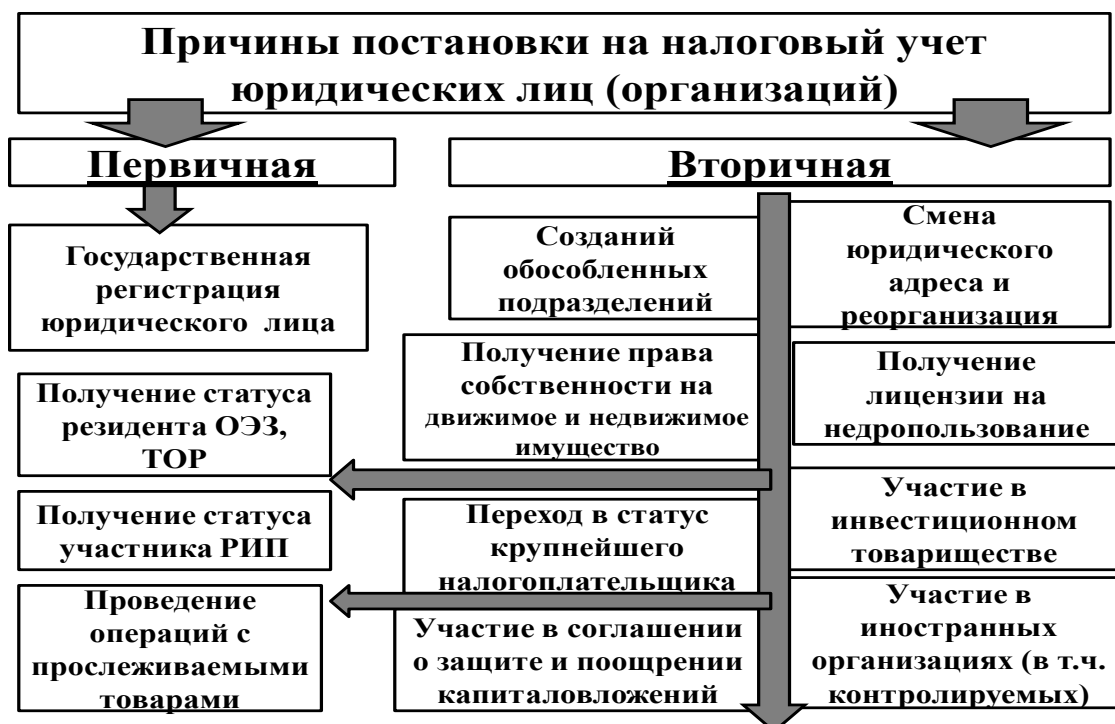 Причины постановки на налоговый учет
юридических лиц (организаций)
Первичная
Вторичная
Государственная
регистрация
юридического лица
Созданий
обособленных
подразделений
Смена
юридического
адреса и
реорганизация
Получение права
собственности на
движимое и недвижимое
имущество
Получение
лицензии на
недропользование
Получение статуса
резидента ОЭЗ,
ТОР
Получение статуса
участника РИП
Переход в статус
крупнейшего
налогоплательщика
Участие в
инвестиционном
товариществе
Проведение
операций с
прослеживаемыми
товарами
Участие в соглашении
о защите и поощрении
капиталовложений
Участие в
иностранных
организациях (в т.ч.
контролируемых)